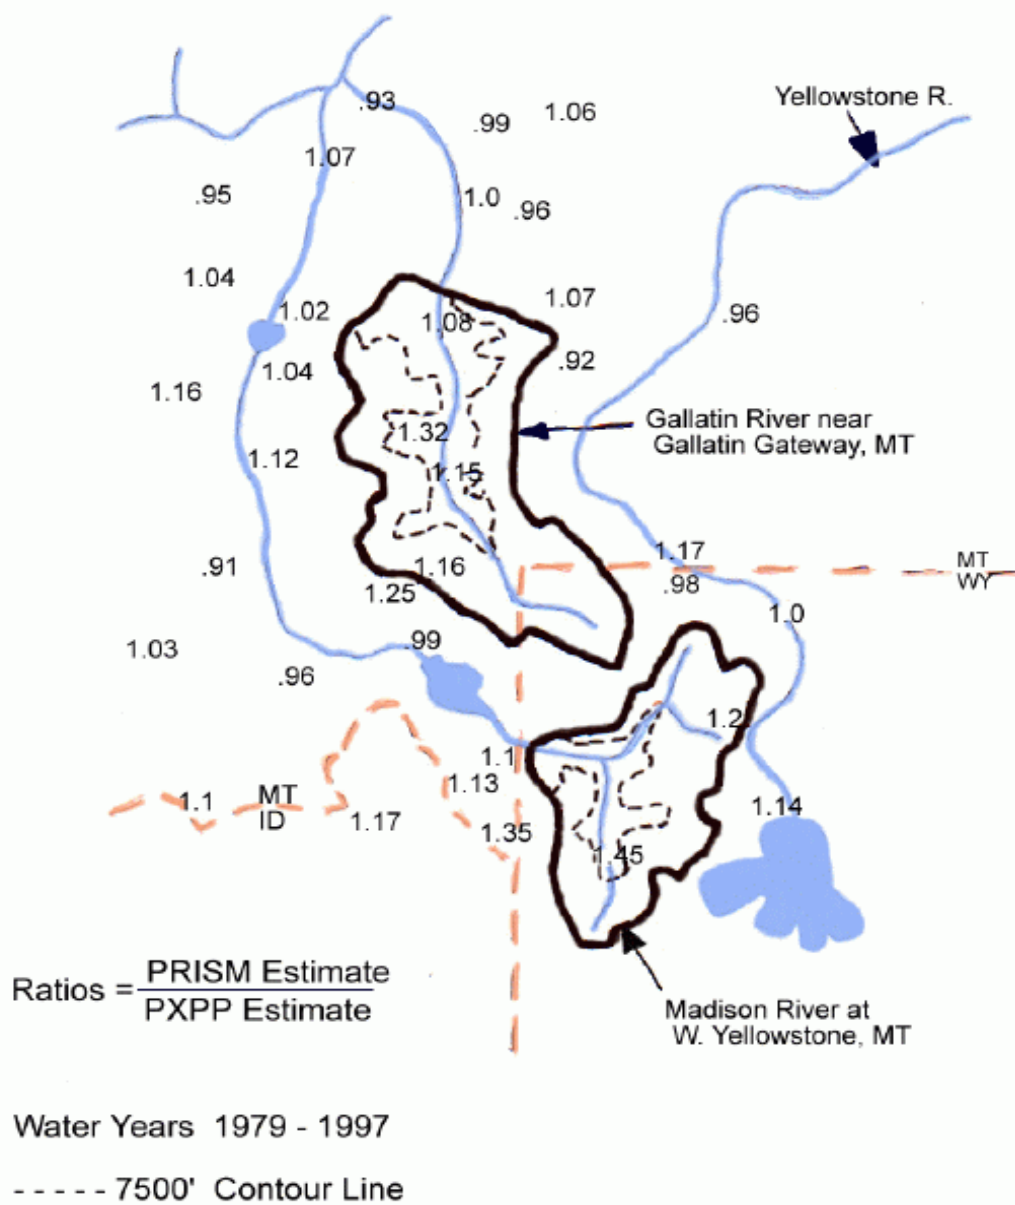 .93
.99
1.06
Yellowstone R.
1.07
.95
1.0
.96
1.04
1.02
1.07
1.08
.96
1.04
.92
1.16
Gallatin River near
Gallatin Gateway, MT
1.32
1.12
1.15
1.17
MT
WY
.91
1.16
.98
1.25
1.0
1.03
.99
.96
1.2
1.1
1.13
1.1
MT
ID
1.17
1.35
1.14
1.45
Ratios = PRISM Estimate
PXPP Estimate
Madison River at
W. Yellowstone, MT
Water Years 1979 - 1997
- - - - - 7500' Contour Line